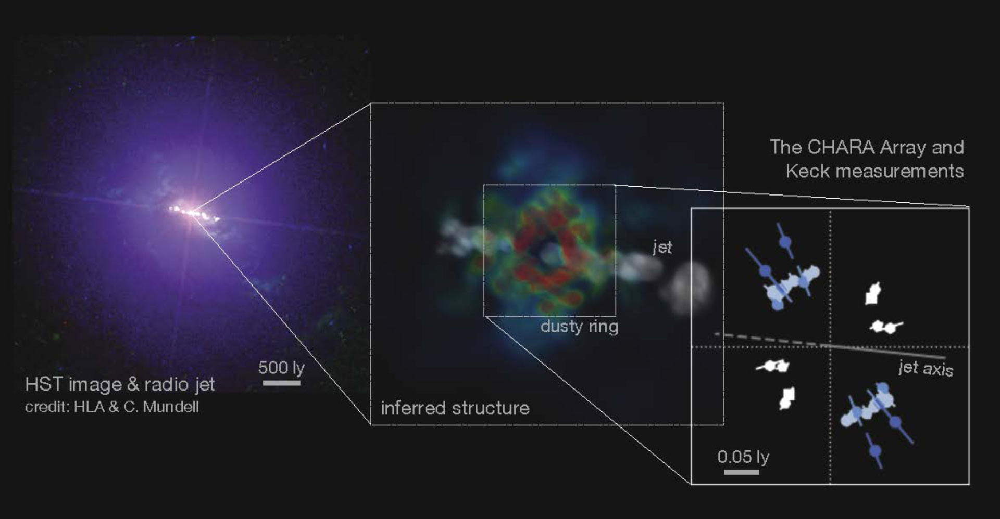 HST image & radio jet
credit: HLA & C. Mundell
500 ly
inferred structure
jet
dusty ring
The CHARA Array and
Keck measurements
jet axis
0.05 ly